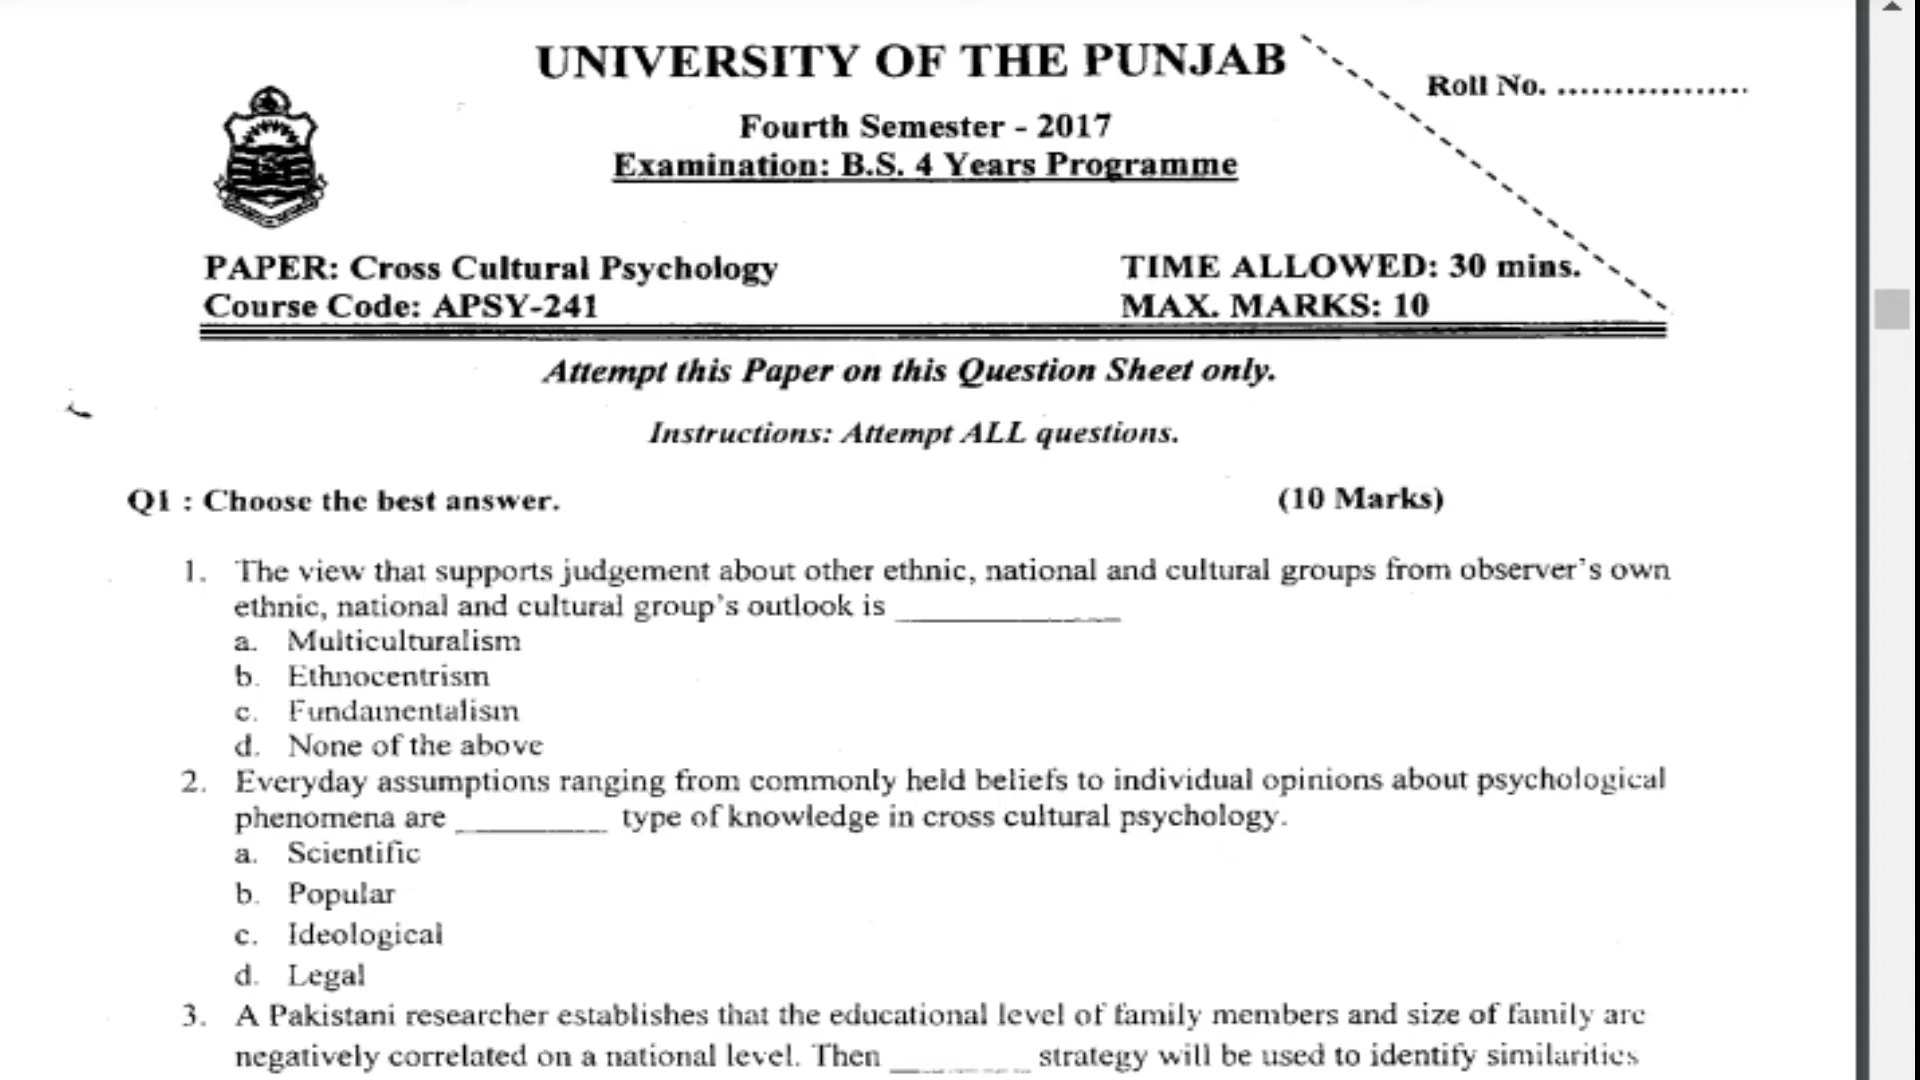 UNIVERSITY OF THE PUNJAB
Roll No. .................
Fourth Semester - 2017
Examination: B.S. 4 Years Programme
PAPER: Cross Cultural Psychology
TIME ALLOWED: 30 mins.
Course Code: APSY-241
MAX. MARKS: 10
Attempt this Paper on this Question Sheet only.
Instructions: Attempt ALL questions.
Q1 : Choose the best answer. (10 Marks)
1. The view that supports judgement about other ethnic, national and cultural groups from observer's own
ethnic, national and cultural group's outlook is ____________
a. Multiculturalism
b. Ethnocentrism
c. Fundamentalism
d. None of the above
2. Everyday assumptions ranging from commonly held beliefs to individual opinions about psychological
phenomena are ________ type of knowledge in cross cultural psychology.
a. Scientific
b. Popular
c. Ideological
d. Legal
3. A Pakistani researcher establishes that the educational level of family members and size of family are
negatively correlated on a national level. Then ________ strategy will be used to identify similarities